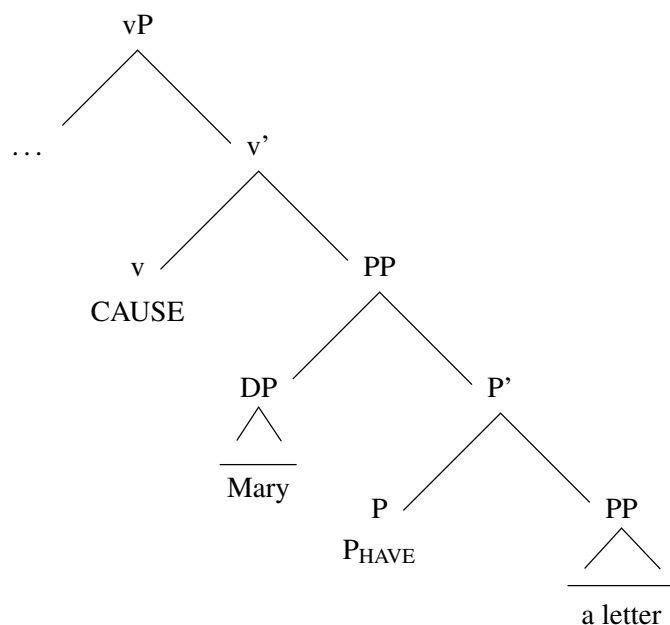 vP
...
v’
v
PP
CAUSE
DP
P’
Mary
P
PP
P_HAVE
a letter